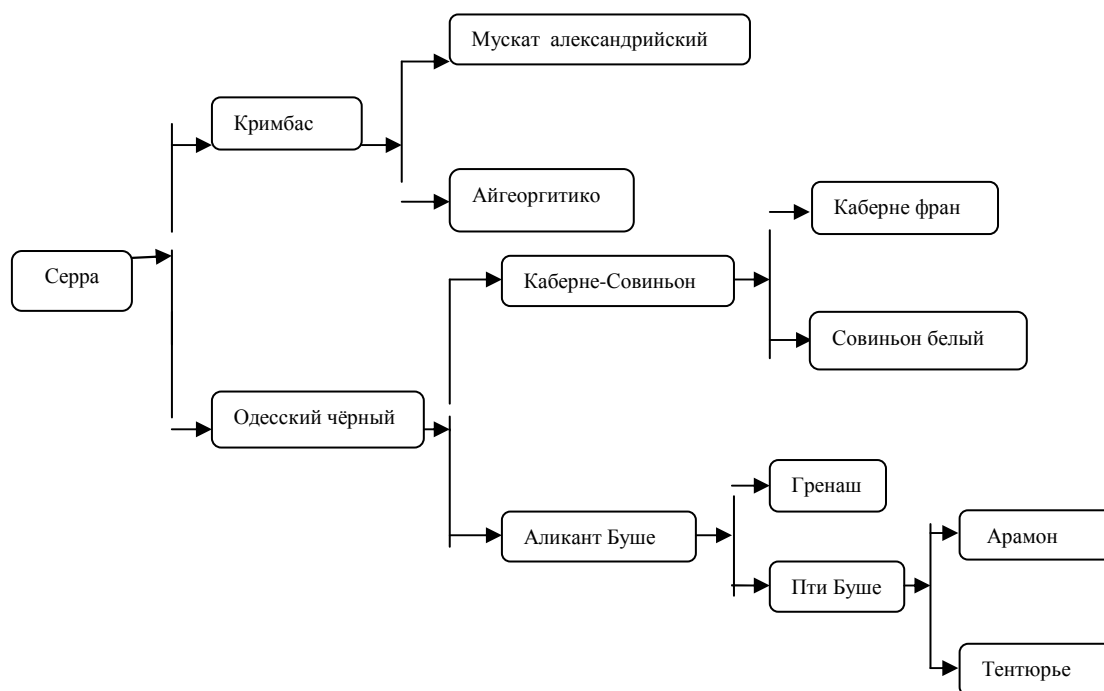 Мускат александрийский
Кримбас
Айгеоргитико
Каберне фран
Серра
Каберне-Совиньон
Совиньон белый
Одесский чёрный
Гренаш
Аликант Буше
Арамон
Пти Буше
Тентюрье